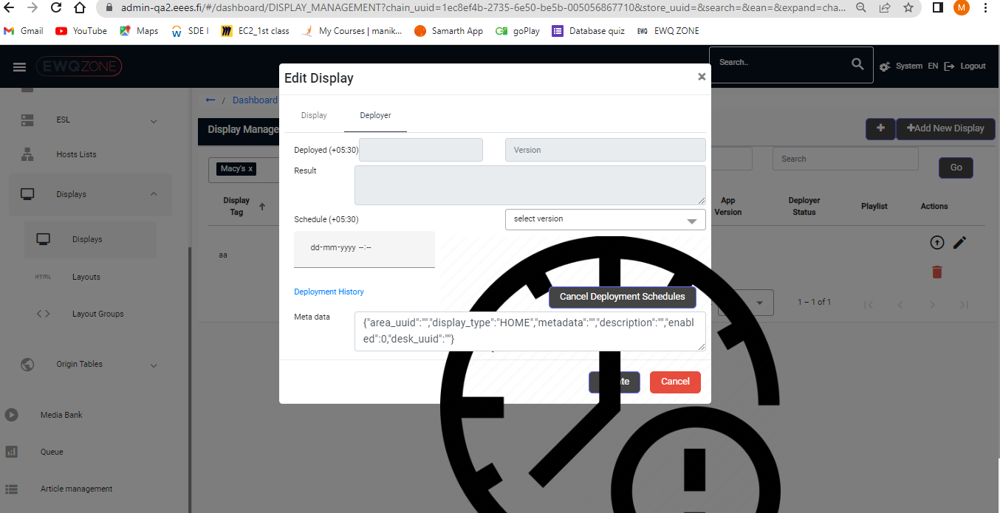 admin-qa2.eees.fi/#/dashboard/DISPLAY_MANAGEMENT?chain_uuid=1ec8ef4b-2735-6e50-be5b-005056867710&store_uuid=&search=&ean=&expand=cha...
M
Gmail YouTube Maps SDE I EC2_1st class My Courses | manik... Samarth App goPlay Database quiz EWQ EWQ ZONE
EWQZONE
Search..
System EN Logout
Edit Display
×
← / Dashboard
Display Deployer
ESL
Display Manage
+
+Add New Display
Deployed (+05:30)
Version
Hosts Lists
Macy's x
Search
Go
Result
Displays
Display
Tag
App
Version
Deployer
Status
Playlist
Actions
Schedule (+05:30)
select version
Displays
dd-mm-yyyy --:--
aa
HTML Layouts
Deployment History
Cancel Deployment Schedules
1 – 1 of 1
Layout Groups
Meta data
{"area_uuid":"","display_type":"HOME","metadata":"","description":"","enabl
ed":0,"desk_uuid":""}
Origin Tables
te
Cancel
Media Bank
Queue
Article management